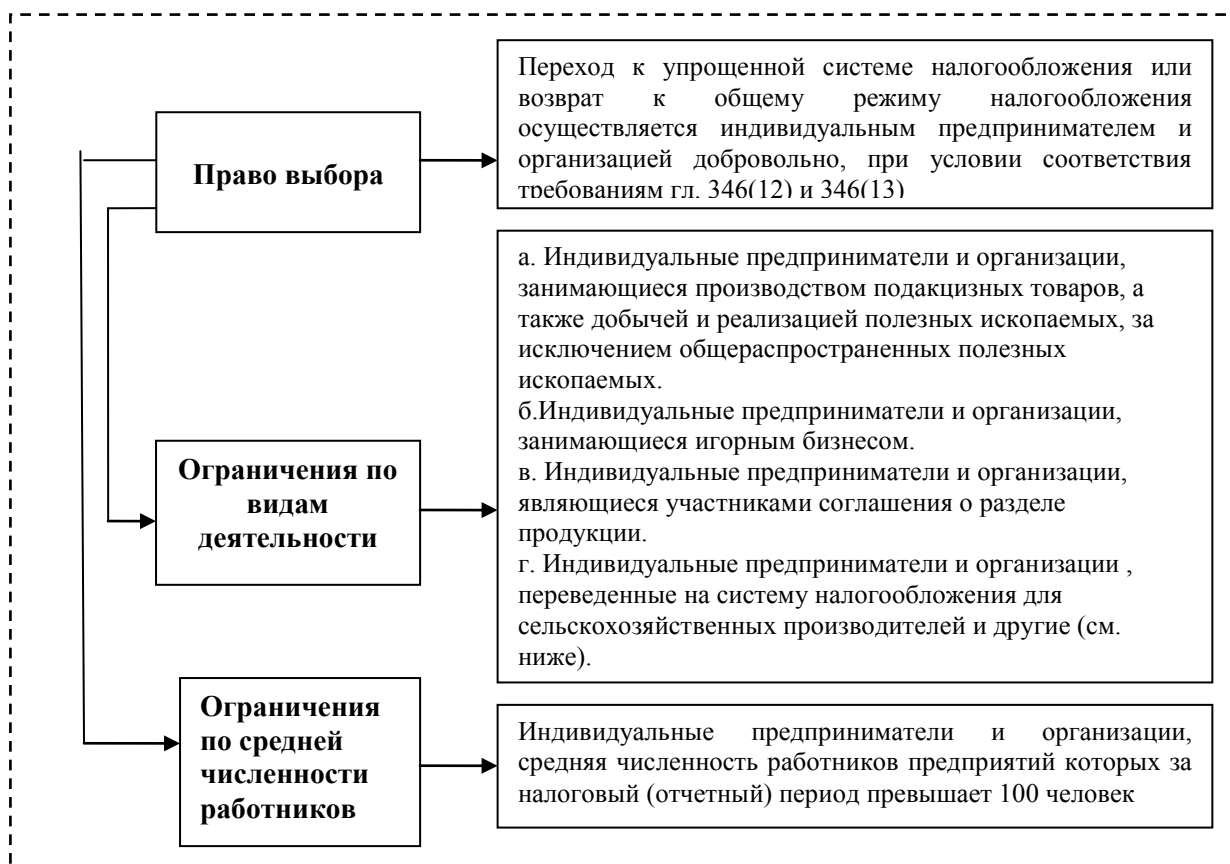 Право выбора
Переход к упрощенной системе налогообложения или
возврат к общему режиму налогообложения
осуществляется индивидуальным предпринимателем и
организацией добровольно, при условии соответствия
требованиям гл. 346(12) и 346(13)
Ограничения по
видам
деятельности
а. Индивидуальные предприниматели и организации,
занимающиеся производством подакцизных товаров, а
также добычей и реализацией полезных ископаемых, за
исключением общераспространенных полезных
ископаемых.
б.Индивидуальные предприниматели и организации,
занимающиеся игорным бизнесом.
в. Индивидуальные предприниматели и организации,
являющиеся участниками соглашения о разделе
продукции.
г. Индивидуальные предприниматели и организации ,
переведенные на систему налогообложения для
сельскохозяйственных производителей и другие (см.
ниже).
Ограничения
по средней
численности
работников
Индивидуальные предприниматели и организации,
средняя численность работников предприятий которых за
налоговый (отчетный) период превышает 100 человек